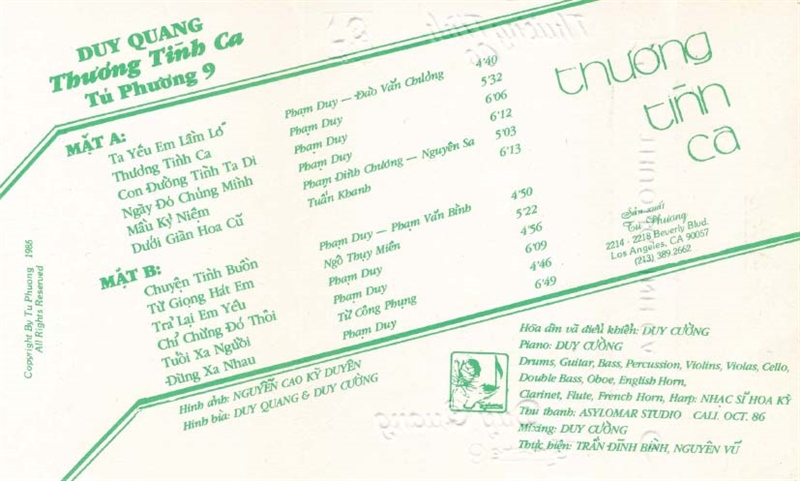 DUY QUANG
Thương Tình Ca
Tú Phương 9
MẶT A:
Ta Yêu Em Lầm Lỡ Phạm Duy — Đào Văn Chương 4'40
Thương Tình Ca Phạm Duy 5'32
Con Đường Tình Ta Đi Phạm Duy 6'06
Ngày Đó Chúng Mình Phạm Duy 6'12
Mầu Kỷ Niệm Phạm Đình Chương — Nguyên Sa 5'03
Dưới Giàn Hoa Cũ Tuấn Khanh 6'13
MẶT B:
Chuyện Tình Buồn Phạm Duy — Phạm Văn Bình 4'50
Từ Giọng Hát Em Ngô Thụy Miên 5'22
Trả Lại Em Yêu Phạm Duy 4'56
Chỉ Chừng Đó Thôi Phạm Duy 6'09
Tuổi Xa Người Từ Công Phụng 4'46
Đừng Xa Nhau Phạm Duy 6'49
Hình ảnh: NGUYỄN CAO KỲ DUYÊN
Hình bìa: DUY QUANG & DUY CƯỜNG
Copyright By Tu Phuong 1986
All Rights Reserved
thương
tình
ca
Sản xuất
Tú Phương
2214 - 2218 Beverly Blvd.
Los Angeles, CA 90057
(213) 389.2662
Hòa âm và điều khiển: DUY CƯỜNG
Piano: DUY CƯỜNG
Drums, Guitar, Bass, Percussion, Violins, Violas, Cello,
Double Bass, Oboe, English Horn,
Clarinet, Flute, French Horn, Harp: NHẠC SĨ HOA KỲ
Thu thanh: ASYLOMAR STUDIO CALI. OCT. 86
Mixing: DUY CƯỜNG
Thực hiện: TRẦN ĐÌNH BÌNH, NGUYÊN VŨ